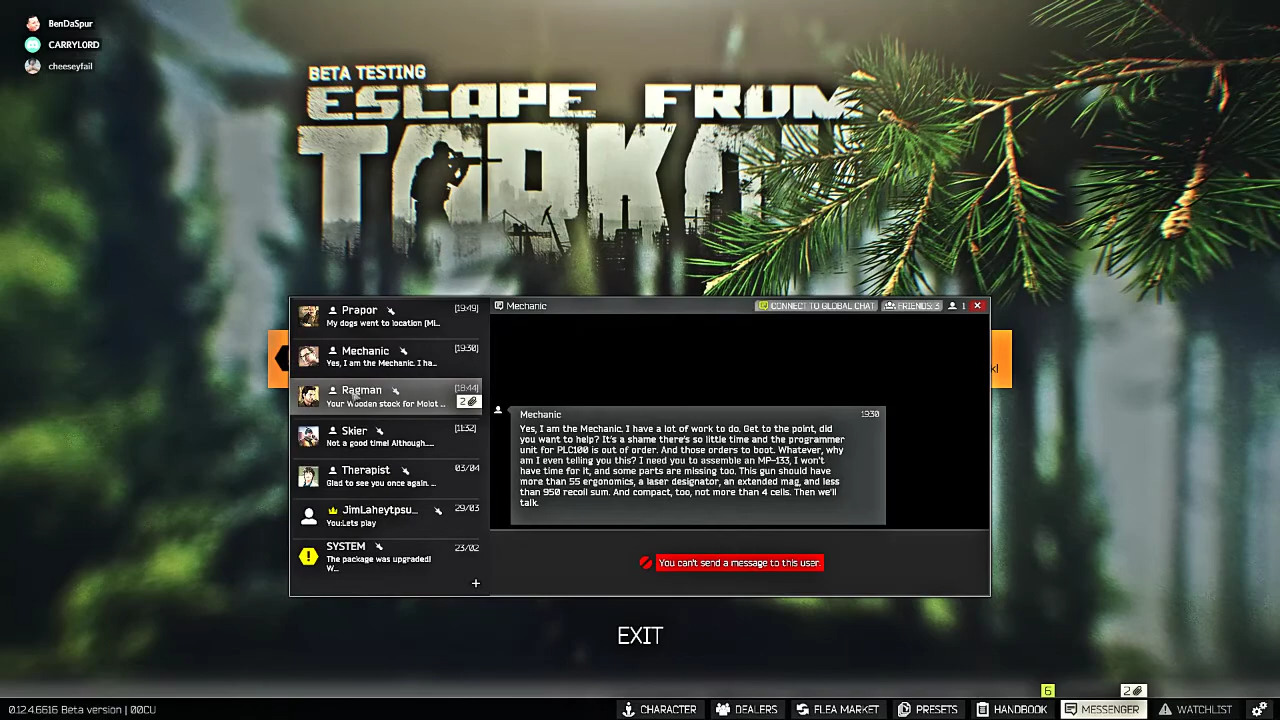 BenDaSpur
CARRYL0RD
cheeseyfail
BETA TESTING
ESCAPE FROM
TARKOV
Prapor [19:49]
My dogs went to location (Mi...
Mechanic [19:30]
Yes, I am the Mechanic. I ha...
Ragman [18:44]
Your Wooden stock for Molot ... 2
Skier [11:32]
Not a good time! Although....
Therapist 03/04
Glad to see you once again. ...
JimLaheytpsu... 29/03
You:Lets play
SYSTEM 23/02
The package was upgraded!
W...
+
Mechanic CONNECT TO GLOBAL CHAT FRIENDS: 3 1
Mechanic 19:30
Yes, I am the Mechanic. I have a lot of work to do. Get to the point, did
you want to help? It's a shame there's so little time and the programmer
unit for PLC100 is out of order. And those orders to boot. Whatever, why
am I even telling you this? I need you to assemble an MP-133, I won't
have time for it, and some parts are missing too. This gun should have
more than 55 ergonomics, a laser designator, an extended mag, and less
than 950 recoil sum. And compact, too, not more than 4 cells. Then we'll
talk.
You can't send a message to this user.
k!
EXIT
6 2
0.12.4.6616 Beta version | 00CU CHARACTER DEALERS FLEA MARKET PRESETS HANDBOOK MESSENGER WATCHLIST